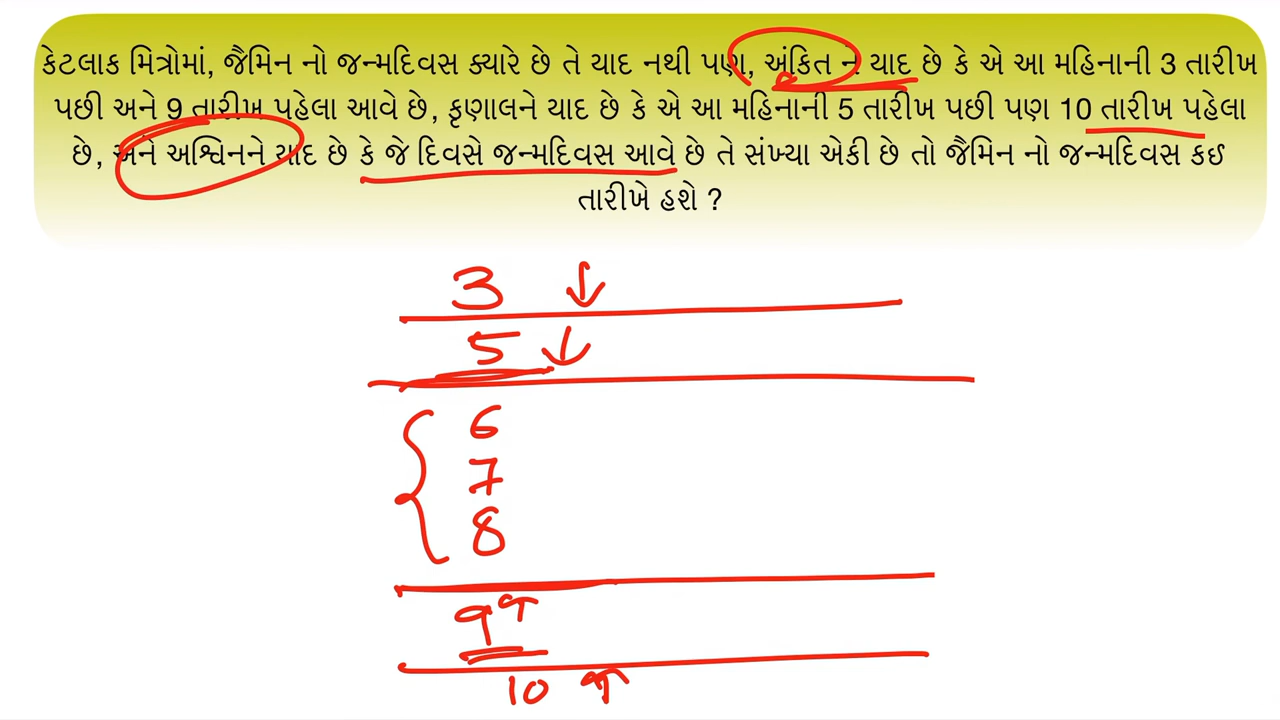 કેટલાક મિત્રોમાં, જૈમિન નો જન્મદિવસ ક્યારે છે તે યાદ નથી પણ, અંકિત ને યાદ છે કે એ આ મહિનાની 3 તારીખ
પછી અને 9 તારીખ પહેલા આવે છે, કૃણાલને યાદ છે કે એ આ મહિનાની 5 તારીખ પછી પણ 10 તારીખ પહેલા
છે, અને અશ્વિનને યાદ છે કે જે દિવસે જન્મદિવસ આવે છે તે સંખ્યા એકી છે તો જૈમિન નો જન્મદિવસ કઈ
તારીખે હશે ?
3 ↓
5 ↓
6
7
8
9 ↑
10 ↑